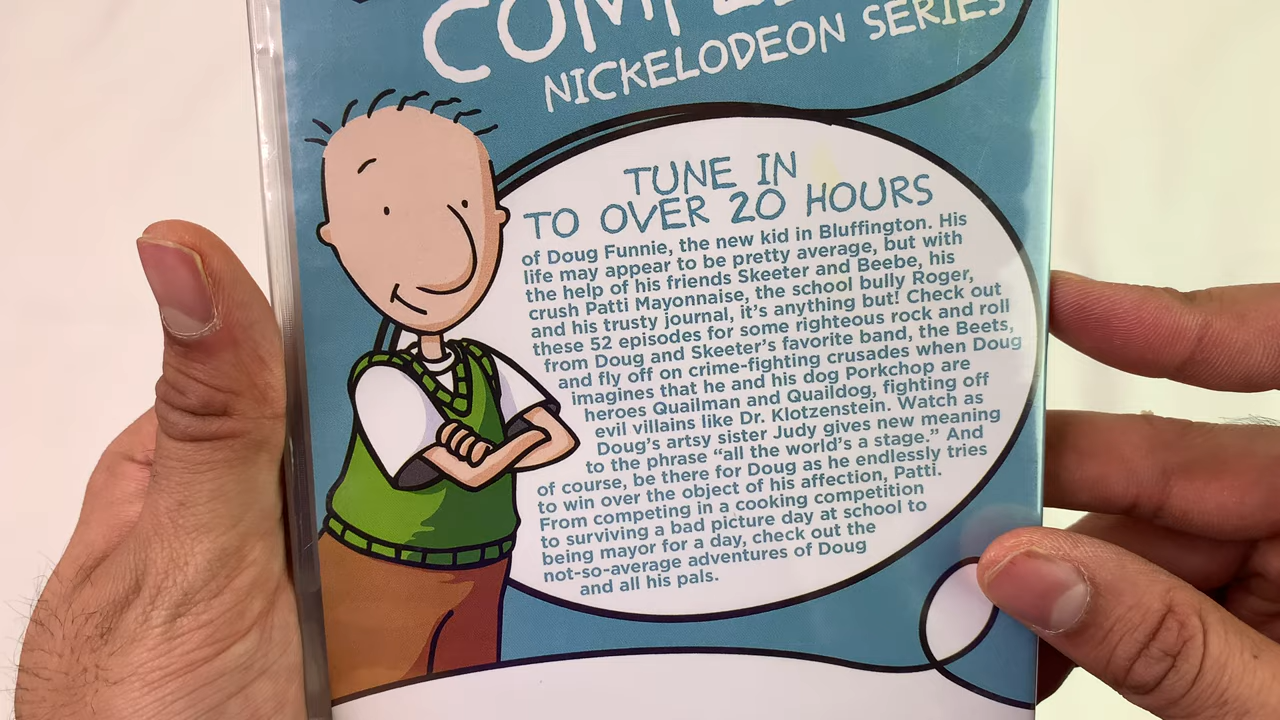 NICKELODEON SERIES
TUNE IN
TO OVER 20 HOURS
of Doug Funnie, the new kid in Bluffington. His
life may appear to be pretty average, but with
the help of his friends Skeeter and Beebe, his
crush Patti Mayonnaise, the school bully Roger,
and his trusty journal, it's anything but! Check out
these 52 episodes for some righteous rock and roll
from Doug and Skeeter's favorite band, the Beets,
and fly off on crime-fighting crusades when Doug
imagines that he and his dog Porkchop are
heroes Quailman and Quaildog, fighting off
evil villains like Dr. Klotzenstein. Watch as
Doug's artsy sister Judy gives new meaning
to the phrase “all the world's a stage.” And
of course, be there for Doug as he endlessly tries
to win over the object of his affection, Patti.
From competing in a cooking competition
to surviving a bad picture day at school to
being mayor for a day, check out the
not-so-average adventures of Doug
and all his pals.